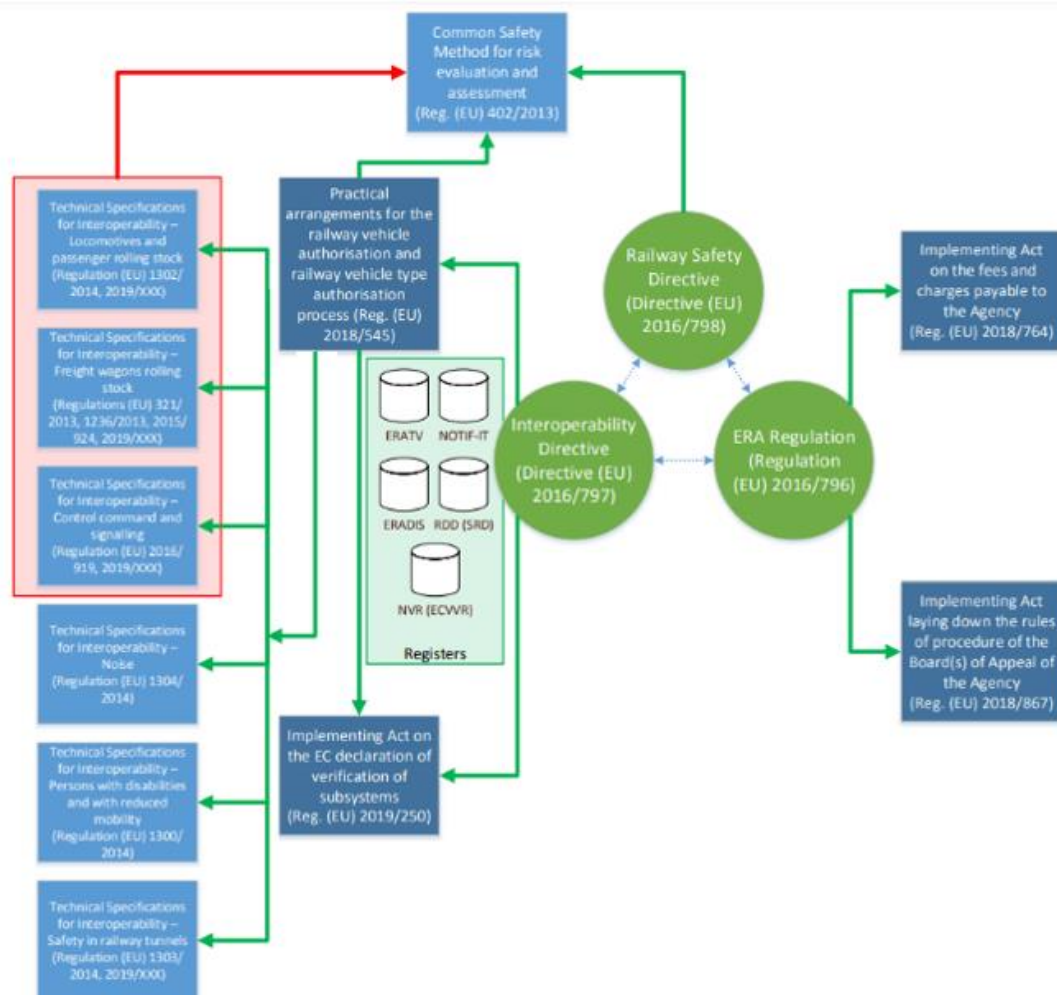 Common Safety
Method for risk
evaluation and
assessment
(Reg. (EU) 402/2013)
Technical Specifications
for Interoperability –
Locomotives and
passenger rolling stock
(Regulation (EU) 1302/
2014, 2019/XXX)
Technical Specifications
for Interoperability –
Freight wagons rolling
stock
(Regulations (EU) 321/
2013, 1236/2013, 2015/
924, 2019/XXX)
Technical Specifications
for Interoperability –
Control command and
signalling
(Regulation (EU) 2016/
919, 2019/XXX)
Technical Specifications
for Interoperability –
Noise
(Regulation (EU) 1304/
2014)
Technical Specifications
for Interoperability –
Persons with disabilities
and with reduced
mobility
(Regulation (EU) 1300/
2014)
Technical Specifications
for Interoperability –
Safety in railway tunnels
(Regulation (EU) 1303/
2014, 2019/XXX)
Practical
arrangements for the
railway vehicle
authorisation and
railway vehicle type
authorisation
process (Reg. (EU)
2018/545)
ERATV NOTIF-IT
ERADIS RDD (SRD)
NVR (ECVVR)
Registers
Implementing Act on
the EC declaration of
verification of
subsystems
(Reg. (EU) 2019/250)
Railway Safety
Directive
(Directive (EU)
2016/798)
Interoperability
Directive
(Directive (EU)
2016/797)
ERA Regulation
(Regulation
(EU) 2016/796)
Implementing Act
on the fees and
charges payable to
the Agency
(Reg. (EU) 2018/764)
Implementing Act
laying down the rules
of procedure of the
Board(s) of Appeal of
the Agency
(Reg. (EU) 2018/867)